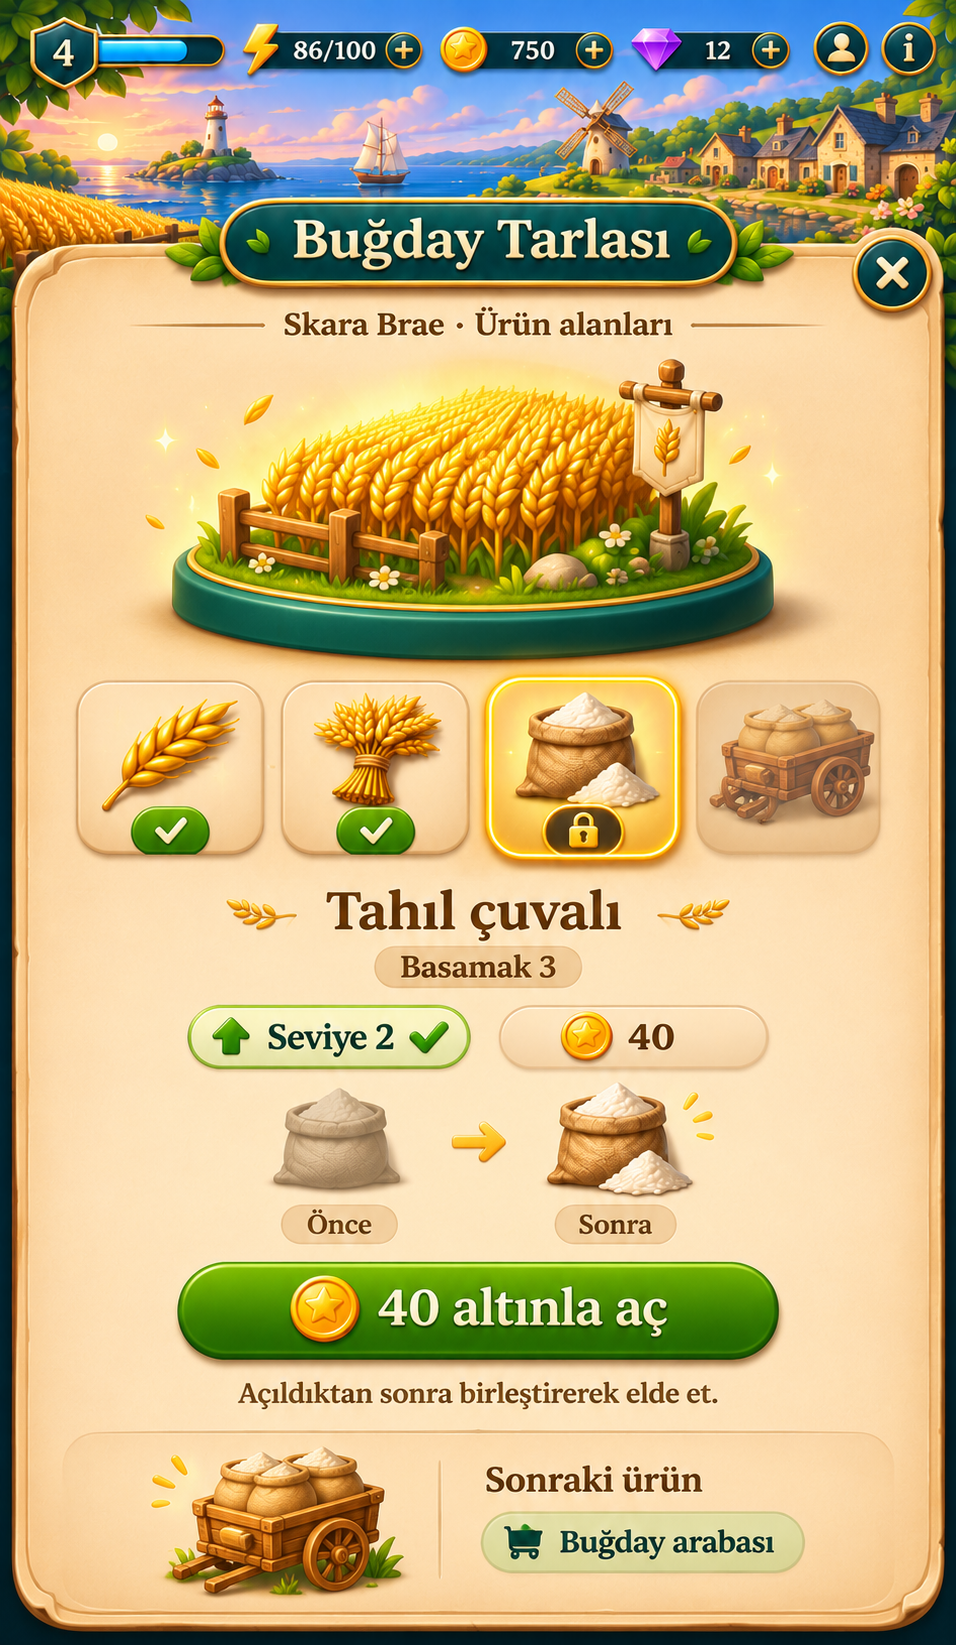 4
86/100
750
12
Buğday Tarlası
Skara Brae · Ürün alanları
Tahıl çuvalı
Basamak 3
Seviye 2
40
Önce
Sonra
40 altınla aç
Açıldıktan sonra birleştirerek elde et.
Sonraki ürün
Buğday arabası